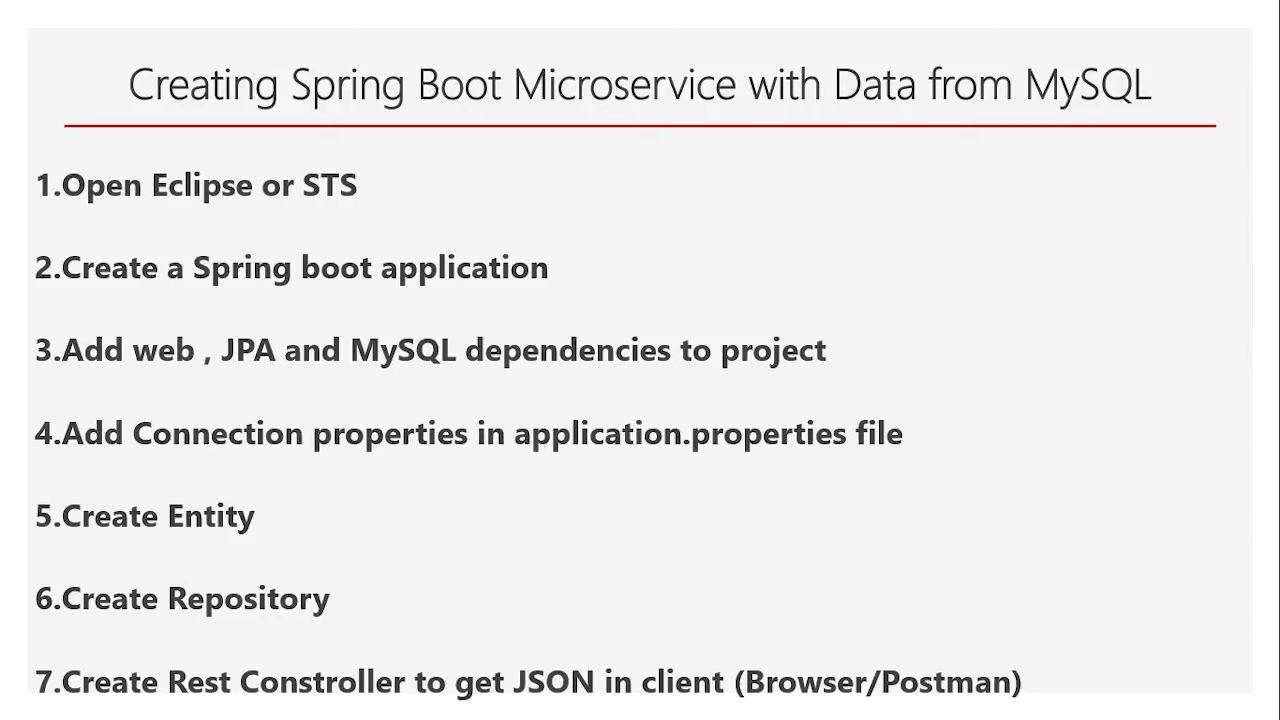 Creating Spring Boot Microservice with Data from MySQL
1.Open Eclipse or STS
2.Create a Spring boot application
3.Add web , JPA and MySQL dependencies to project
4.Add Connection properties in application.properties file
5.Create Entity
6.Create Repository
7.Create Rest Constroller to get JSON in client (Browser/Postman)